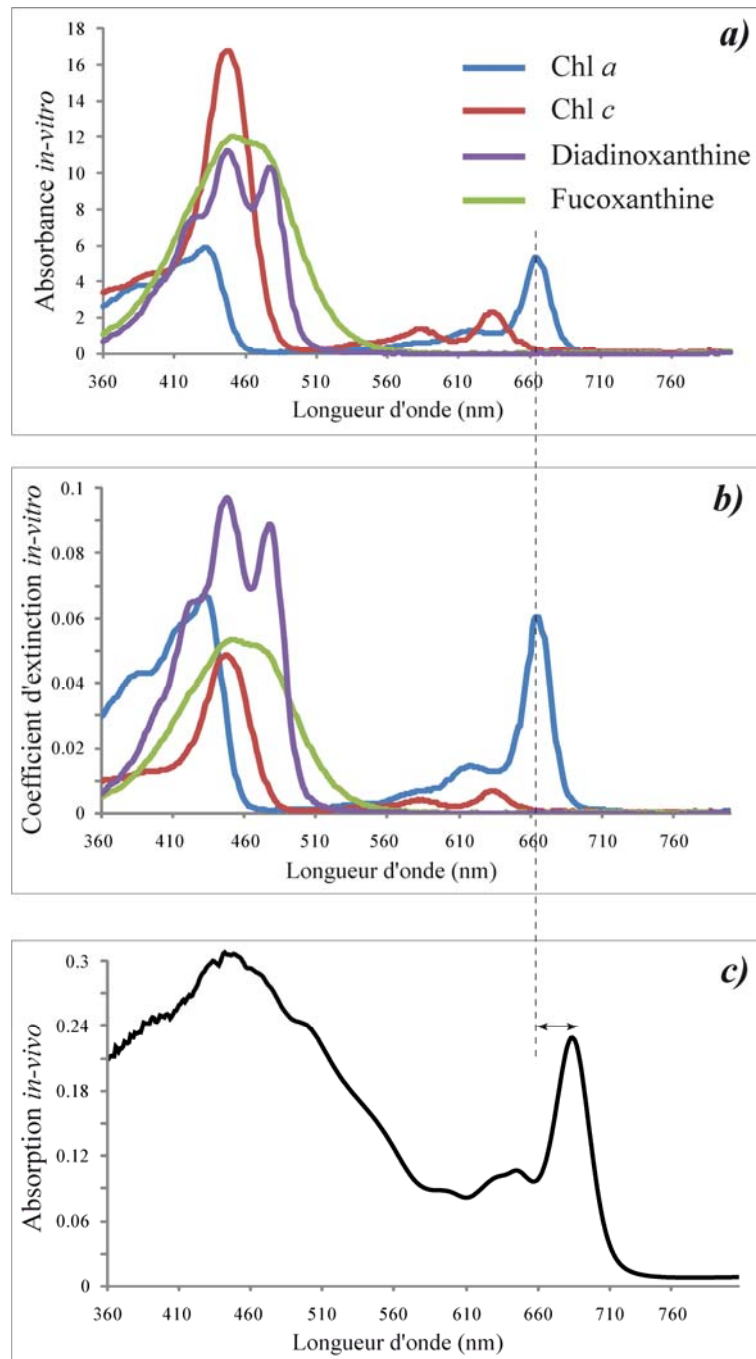 a)
18
16
14
12
10
8
6
4
2
0
Absorbance in-vitro
Chl a
Chl c
Diadinoxanthine
Fucoxanthine
360 410 460 510 560 610 660 710 760
Longueur d'onde (nm)
b)
0.1
0.08
0.06
0.04
0.02
0
Coefficient d'extinction in-vitro
360 410 460 510 560 610 660 710 760
Longueur d'onde (nm)
c)
0.3
0.24
0.18
0.12
0.06
0
Absorption in-vivo
360 410 460 510 560 610 660 710 760
Longueur d'onde (nm)